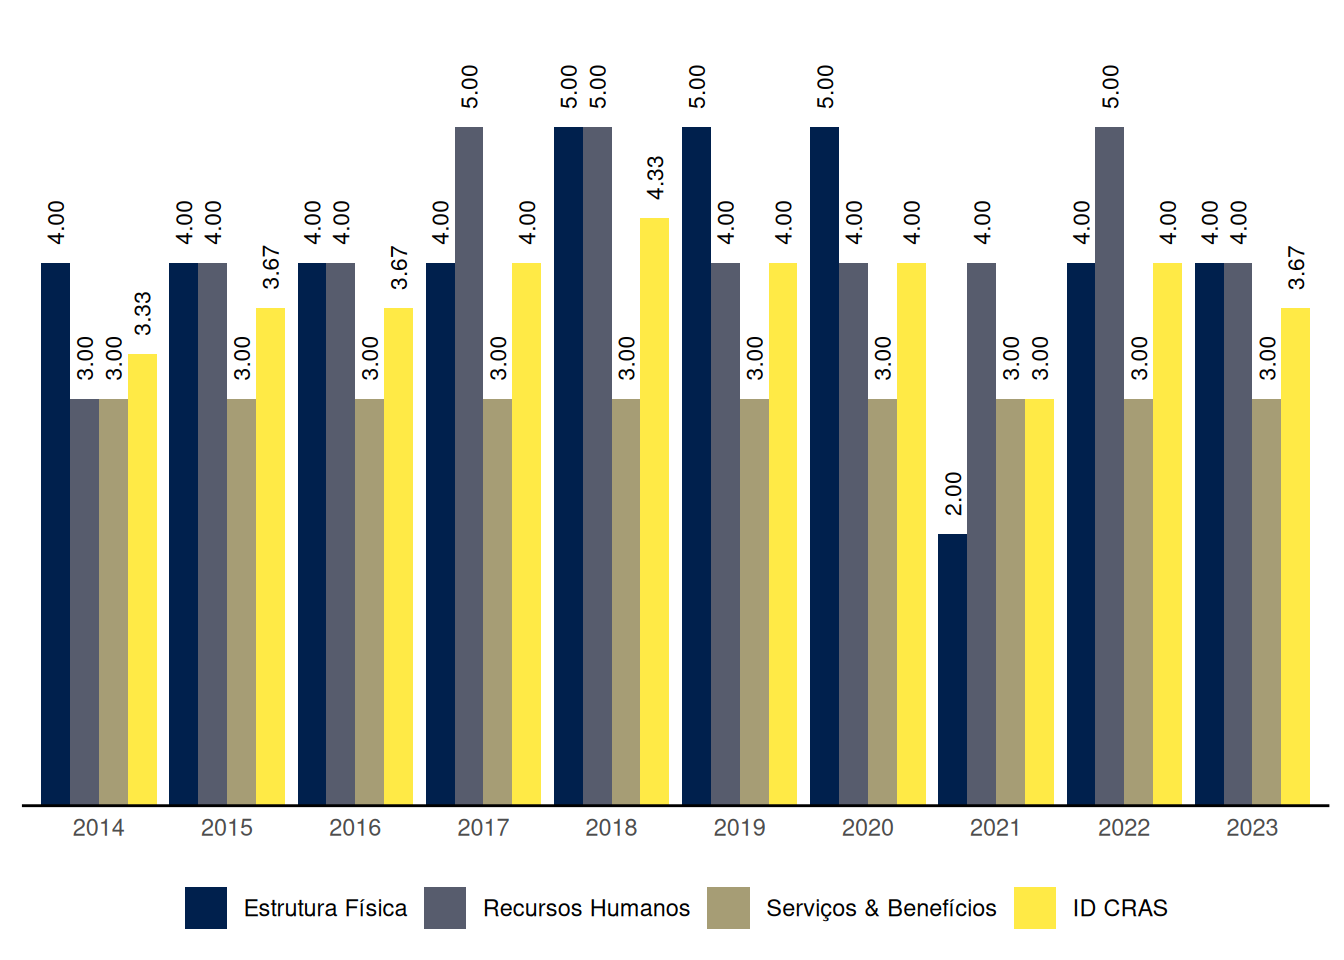 5.00 5.00 5.00 5.00 5.00 5.00
4.33
4.00 4.00 4.00 4.00 4.00 4.00 4.00 4.00 4.00 4.00 4.00 4.00 4.00 4.00 4.00 4.00 4.00
3.67 3.67 3.67
3.33
3.00 3.00 3.00 3.00 3.00 3.00 3.00 3.00 3.00 3.00 3.00 3.00
2.00
2014 2015 2016 2017 2018 2019 2020 2021 2022 2023
Estrutura Física Recursos Humanos Serviços & Benefícios ID CRAS